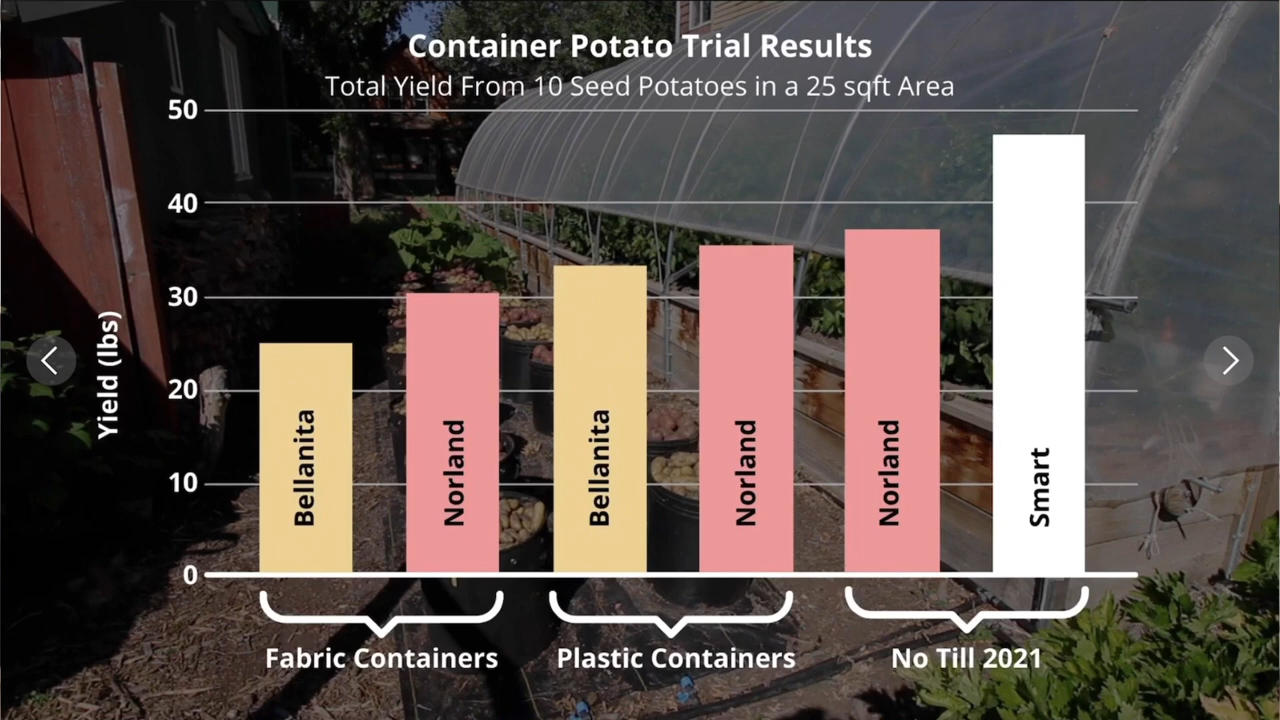 Container Potato Trial Results
Total Yield From 10 Seed Potatoes in a 25 sqft Area
50
40
30
20
10
0
Yield (lbs)
Bellanita
Norland
Bellanita
Norland
Norland
Smart
Fabric Containers
Plastic Containers
No Till 2021